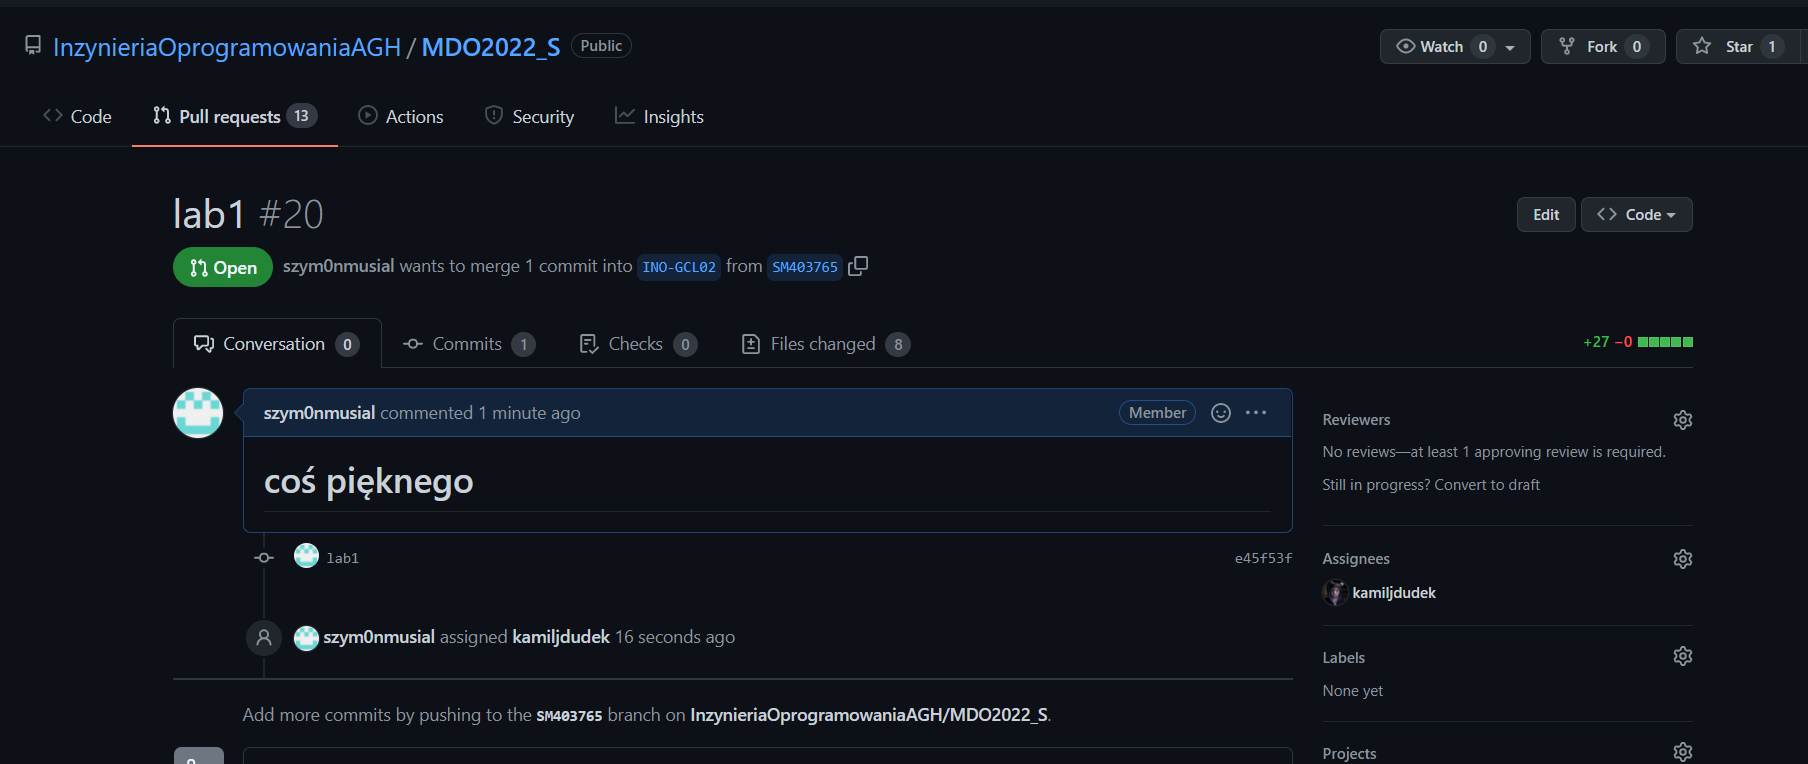 InzynieriaOprogramowaniaAGH / MDO2022_S Public
Watch 0 Fork 0 Star 1
Code Pull requests 13 Actions Security Insights
lab1 #20
Edit Code
Open szym0nmusial wants to merge 1 commit into INO-GCL02 from SM403765
Conversation 0 Commits 1 Checks 0 Files changed 8
+27 −0
szym0nmusial commented 1 minute ago Member
coś pięknego
lab1 e45f53f
szym0nmusial assigned kamiljdudek 16 seconds ago
Add more commits by pushing to the SM403765 branch on InzynieriaOprogramowaniaAGH/MDO2022_S.
Reviewers
No reviews—at least 1 approving review is required.
Still in progress? Convert to draft
Assignees
kamiljdudek
Labels
None yet
Projects